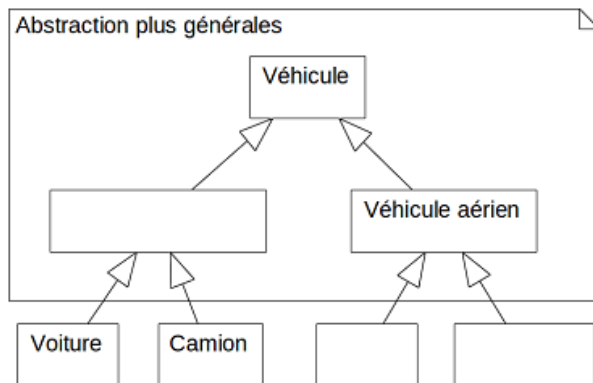 Abstraction plus générales
Véhicule
Véhicule aérien
Voiture
Camion